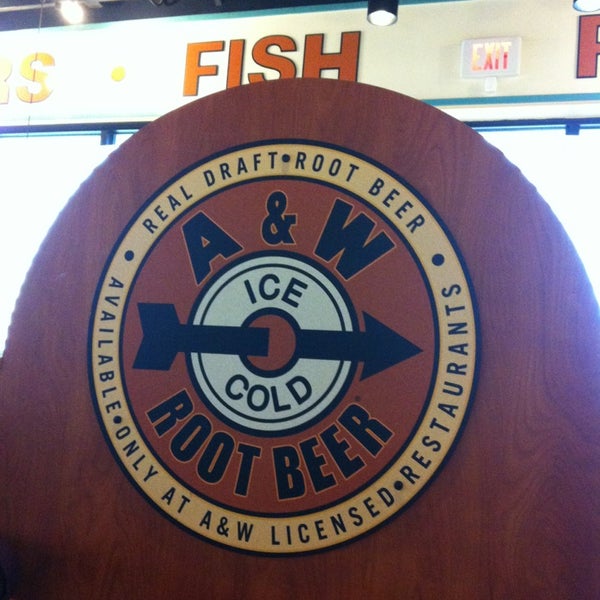 FISH
EXIT
REAL DRAFT•ROOT BEER
• AVAILABLE•ONLY AT A&W LICENSED•RESTAURANTS •
A & W
ICE
COLD
ROOT BEER